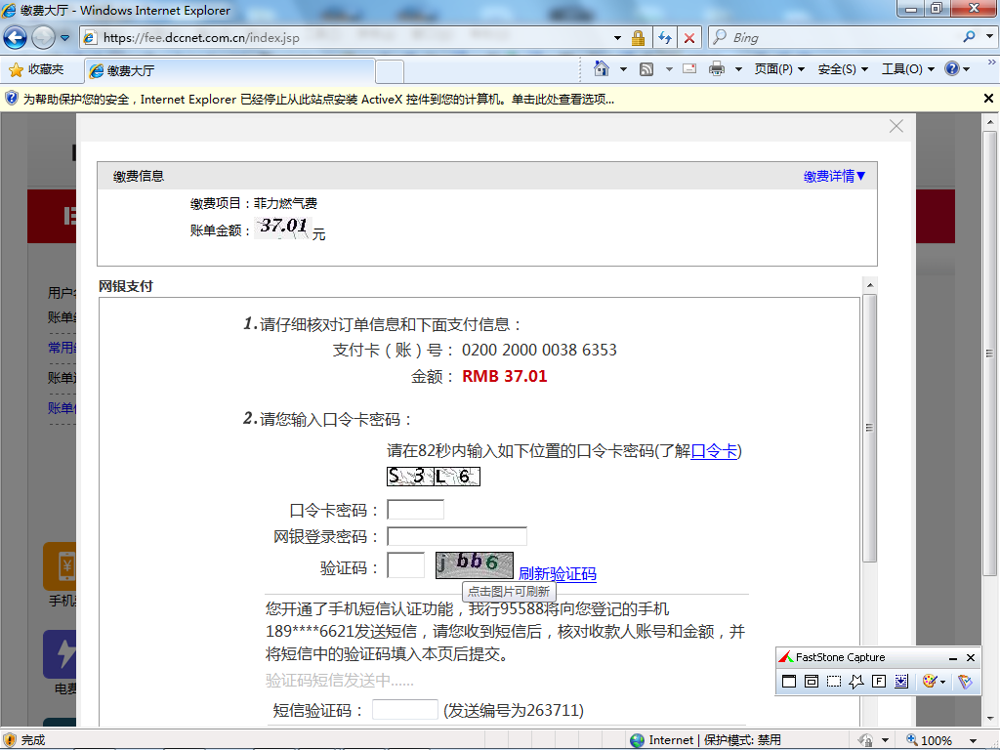 缴费大厅 - Windows Internet Explorer
https://fee.dccnet.com.cn/index.jsp
Bing
收藏夹
缴费大厅
页面(P)
安全(S)
工具(O)
为帮助保护您的安全，Internet Explorer 已经停止从此站点安装 ActiveX 控件到您的计算机。单击此处查看选项...
缴费信息
缴费详情▼
缴费项目：菲力燃气费
账单金额：37.01元
用户
网银支付
账单
常用
账单
账单
1.请仔细核对订单信息和下面支付信息：
支付卡（账）号： 0200 2000 0038 6353
金额： RMB 37.01
2.请您输入口令卡密码：
请在82秒内输入如下位置的口令卡密码(了解口令卡)
S 3 L 6
口令卡密码：
网银登录密码：
验证码：
j bb6
刷新验证码
点击图片可刷新
手机
您开通了手机短信认证功能，我行95588将向您登记的手机
189****6621发送短信，请您收到短信后，核对收款人账号和金额，并
将短信中的验证码填入本页后提交。
验证码短信发送中......
电费
短信验证码：
(发送编号为263711)
FastStone Capture
完成
Internet | 保护模式: 禁用
100%